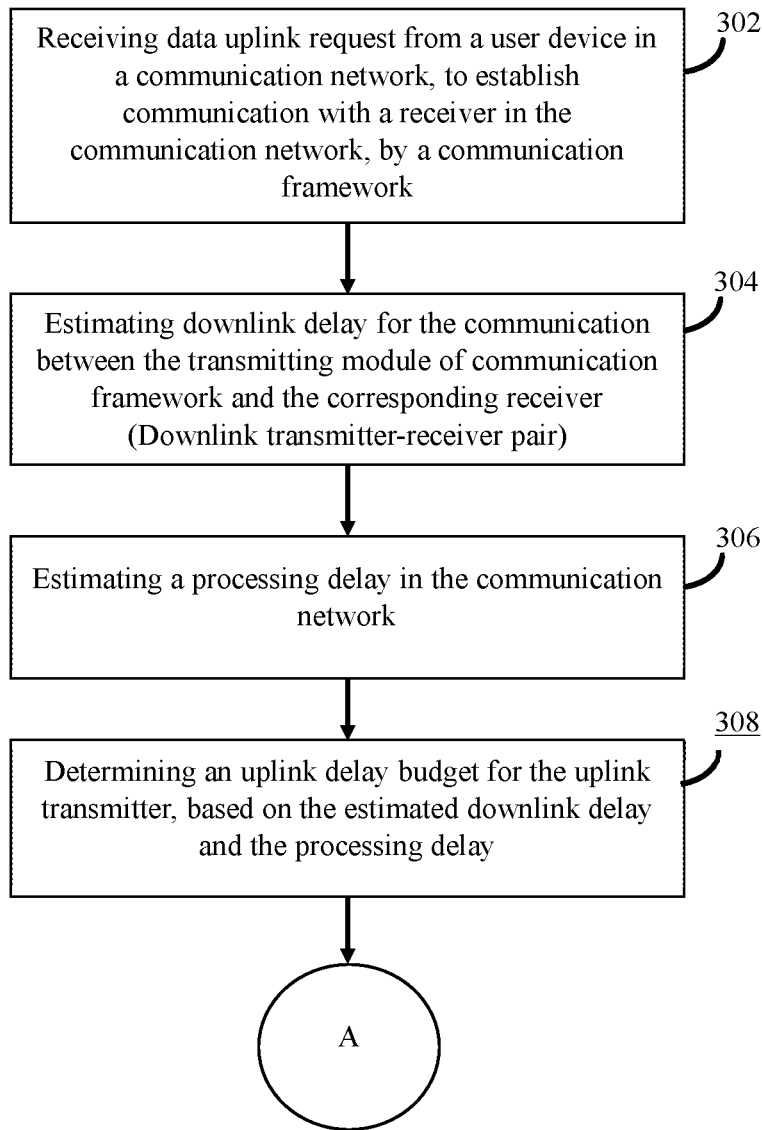 302
Receiving data uplink request from a user device in
a communication network, to establish
communication with a receiver in the
communication network, by a communication
framework
304
Estimating downlink delay for the communication
between the transmitting module of communication
framework and the corresponding receiver
(Downlink transmitter-receiver pair)
306
Estimating a processing delay in the communication
network
308
Determining an uplink delay budget for the uplink
transmitter, based on the estimated downlink delay
and the processing delay
A